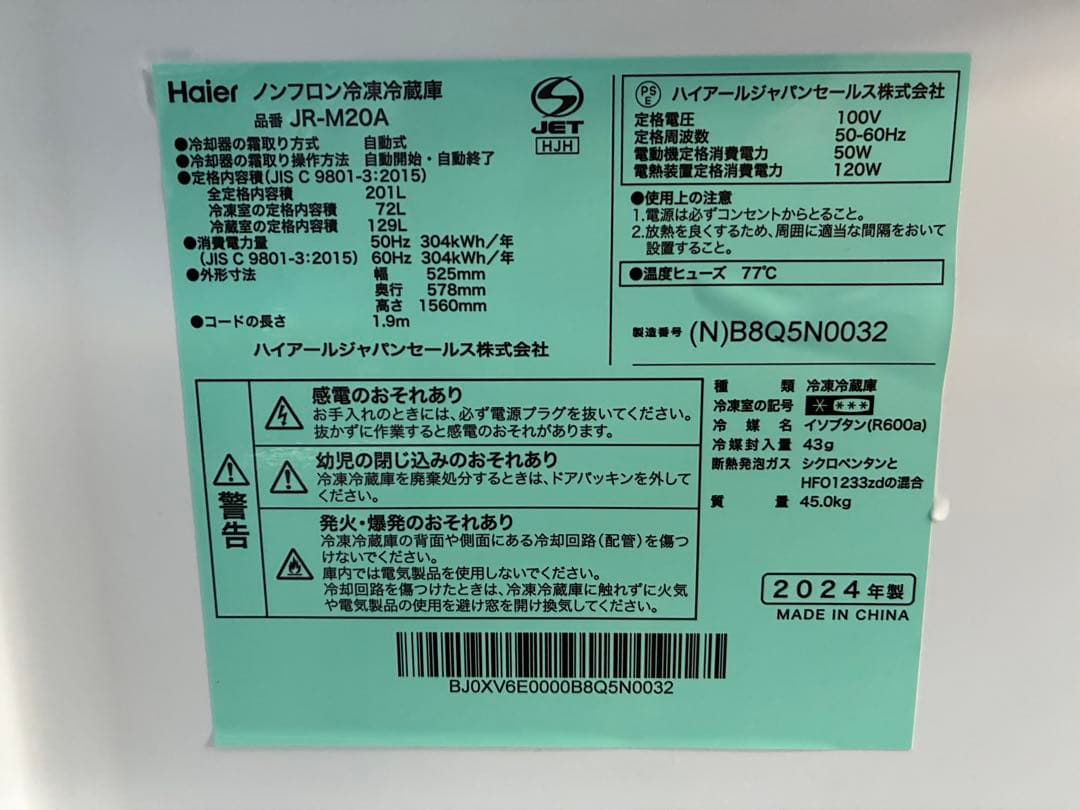 Haier ノンフロン冷凍冷蔵庫
品番 JR-M20A
●冷却器の霜取り方式 自動式
●冷却器の霜取り操作方法 自動開始・自動終了
●定格内容積(JIS C 9801-3:2015)
全定格内容積 201L
冷凍室の定格内容積 72L
冷蔵室の定格内容積 129L
●消費電力量 50Hz 304kWh/年
(JIS C 9801-3:2015) 60Hz 304kWh/年
●外形寸法 幅 525mm
奥行 578mm
高さ 1560mm
●コードの長さ 1.9m
ハイアールジャパンセールス株式会社
JET
HJH
PS
E
ハイアールジャパンセールス株式会社
定格電圧 100V
定格周波数 50-60Hz
電動機定格消費電力 50W
電熱装置定格消費電力 120W
●使用上の注意
1.電源は必ずコンセントからとること。
2.放熱を良くするため、周囲に適当な間隔をおいて
設置すること。
●温度ヒューズ 77℃
製造番号 (N)B8Q5N0032
警告
感電のおそれあり
お手入れのときには、必ず電源プラグを抜いてください。
抜かずに作業すると感電のおそれがあります。
幼児の閉じ込みのおそれあり
冷凍冷蔵庫を廃棄処分するときは、ドアパッキンを外して
ください。
発火・爆発のおそれあり
冷凍冷蔵庫の背面や側面にある冷却回路(配管)を傷つ
けないでください。
庫内では電気製品を使用しないでください。
冷却回路を傷つけたときは、冷凍冷蔵庫に触れずに火気
や電気製品の使用を避け窓を開け換気してください。
種類 冷凍冷蔵庫
冷凍室の記号 * ***
冷媒名 イソブタン(R600a)
冷媒封入量 43g
断熱発泡ガス シクロペンタンと
HFO1233zdの混合
質量 45.0kg
2024年製
MADE IN CHINA
BJ0XV6E0000B8Q5N0032